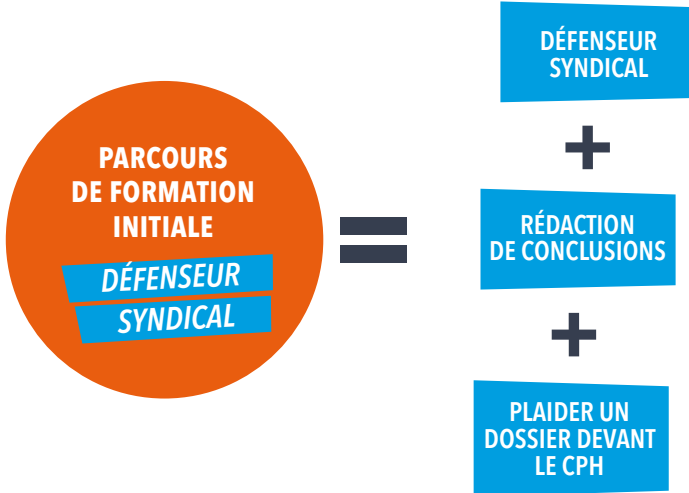 PARCOURS
DE FORMATION
INITIALE
DÉFENSEUR
SYNDICAL
=
DÉFENSEUR
SYNDICAL
+
RÉDACTION
DE CONCLUSIONS
+
PLAIDER UN
DOSSIER DEVANT
LE CPH